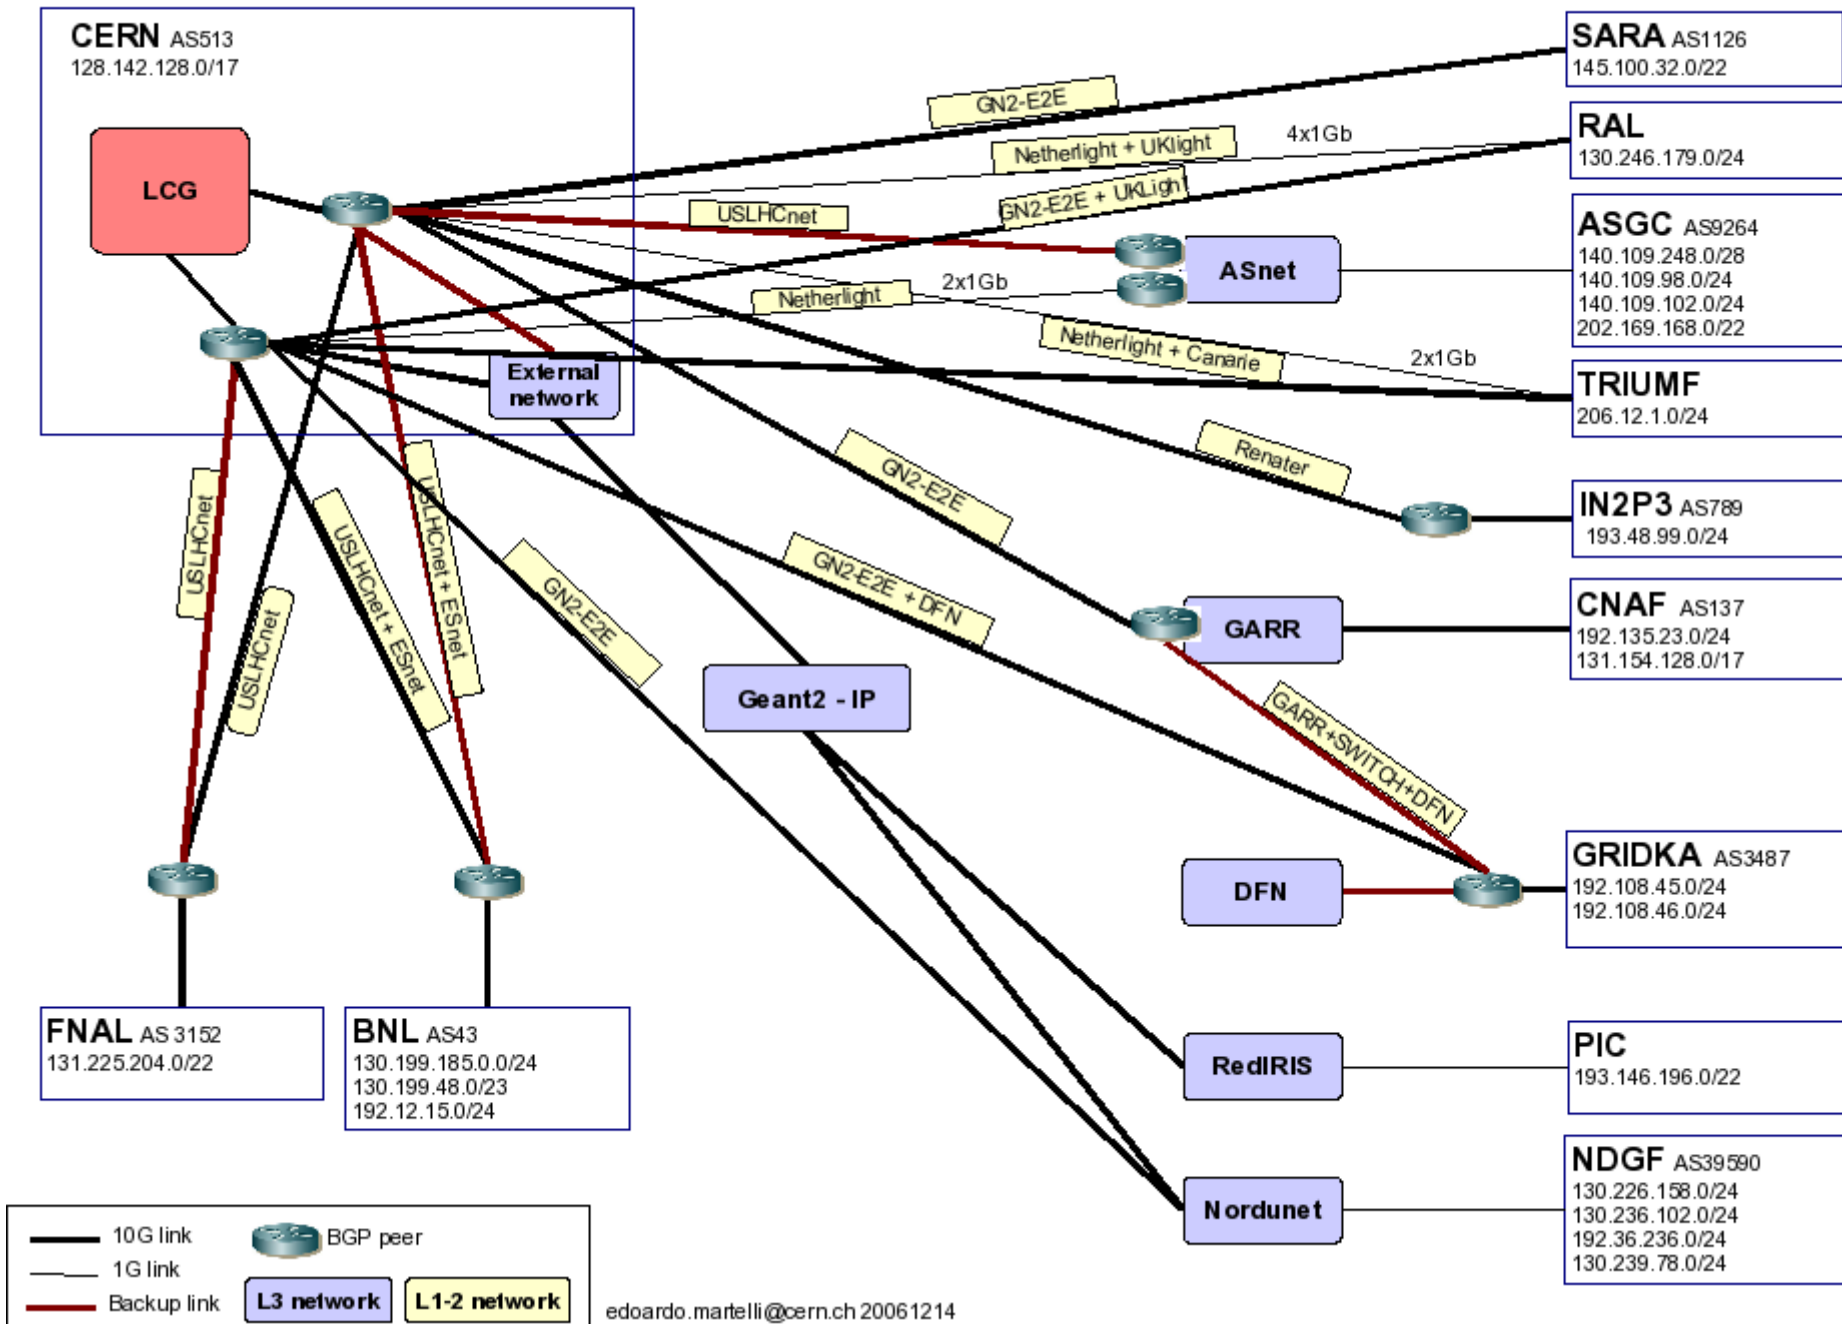 CERN AS513
128.142.128.0/17
LCG
External
network
SARA AS1126
145.100.32.0/22
GN2-E2E
RAL
130.246.179.0/24
Netherlight + UKlight
4x1Gb
GN2-E2E + UKLight
USLHCnet
ASnet
ASGC AS9264
140.109.248.0/28
140.109.98.0/24
140.109.102.0/24
202.169.168.0/22
Netherlight
2x1Gb
Netherlight + Canarie
2x1Gb
TRIUMF
206.12.1.0/24
Renater
IN2P3 AS789
193.48.99.0/24
GN2-E2E
GN2-E2E + DFN
GN2-E2E
GARR
CNAF AS137
192.135.23.0/24
131.154.128.0/17
USLHCnet
USLHCnet
USLHCnet + ESnet
USLHCnet + ESnet
Geant2 - IP
GARR+SWITCH+DFN
DFN
GRIDKA AS3487
192.108.45.0/24
192.108.46.0/24
FNAL AS 3152
131.225.204.0/22
BNL AS43
130.199.185.0.0/24
130.199.48.0/23
192.12.15.0/24
RedIRIS
PIC
193.146.196.0/22
Nordunet
NDGF AS39590
130.226.158.0/24
130.236.102.0/24
192.36.236.0/24
130.239.78.0/24
10G link
BGP peer
1G link
Backup link
L3 network
L1-2 network
edoardo.martelli@cern.ch 20061214